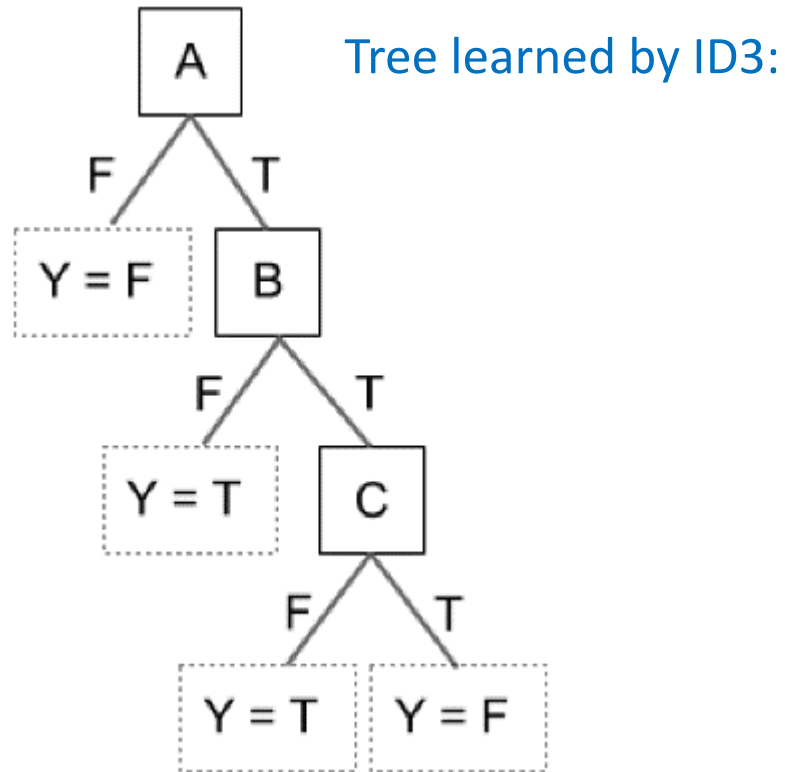 A
Tree learned by ID3:
F T
Y = F
B
F T
Y = T
C
F T
Y = T
Y = F